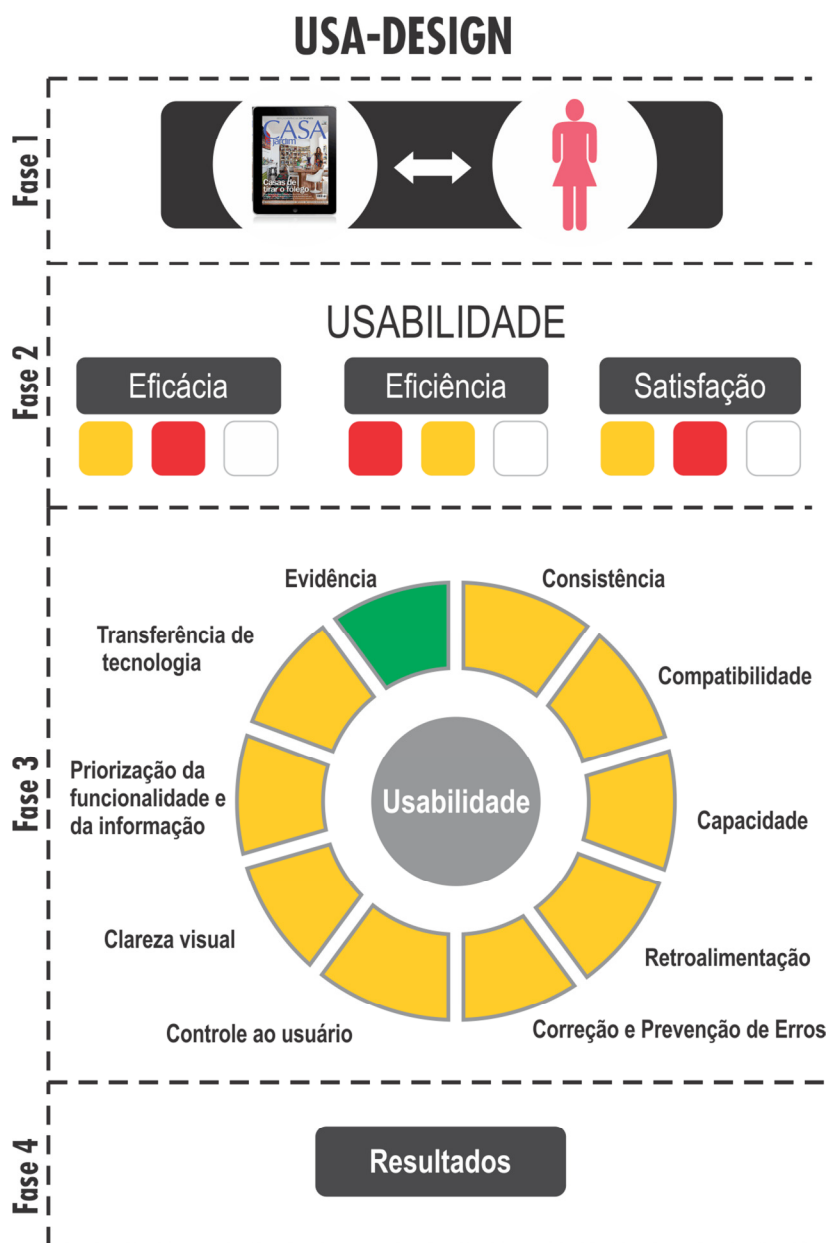 USA-DESIGN
Fase 1
CASA
jardim
Casas de
tirar o fôlego
Fase 2
USABILIDADE
Eficácia
Eficiência
Satisfação
Fase 3
Evidência
Consistência
Transferência de
tecnologia
Compatibilidade
Priorização da
funcionalidade e
da informação
Usabilidade
Capacidade
Clareza visual
Retroalimentação
Controle ao usuário
Correção e Prevenção de Erros
Fase 4
Resultados